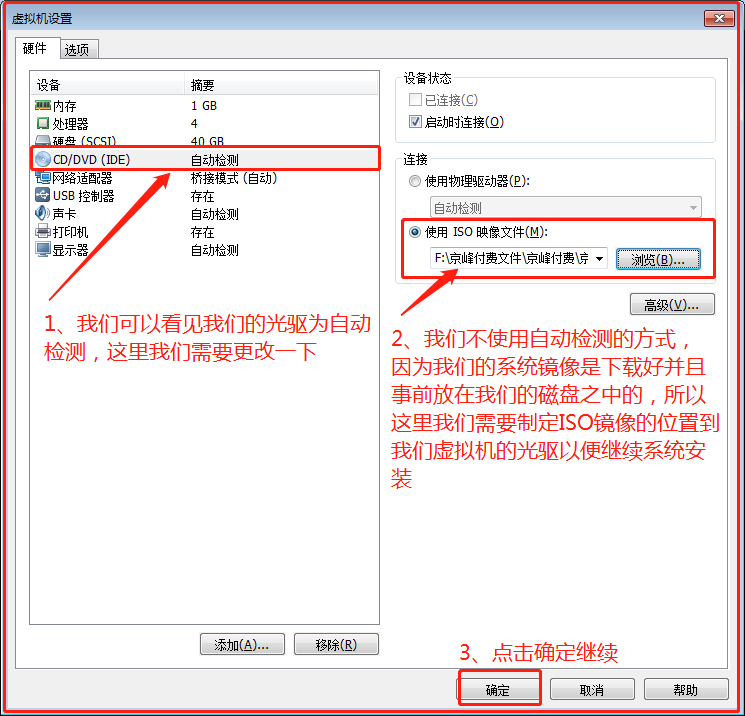 虚拟机设置
硬件 选项
设备 摘要
内存 1 GB
处理器 4
硬盘 (SCSI) 40 GB
CD/DVD (IDE) 自动检测
网络适配器 桥接模式 (自动)
USB 控制器 存在
声卡 自动检测
打印机 存在
显示器 自动检测
1、我们可以看见我们的光驱为自动
检测，这里我们需要更改一下
添加(A)... 移除(R)
设备状态
已连接(C)
启动时连接(O)
连接
使用物理驱动器(P):
自动检测
使用 ISO 映像文件(M):
F:\京峰付费文件\京峰付费\京 浏览(B)...
高级(V)...
2、我们不使用自动检测的方式，
因为我们的系统镜像是下载好并且
事前放在我们的磁盘之中的，所以
这里我们需要制定ISO镜像的位置到
我们虚拟机的光驱以便继续系统安
装
3、点击确定继续
确定 取消 帮助